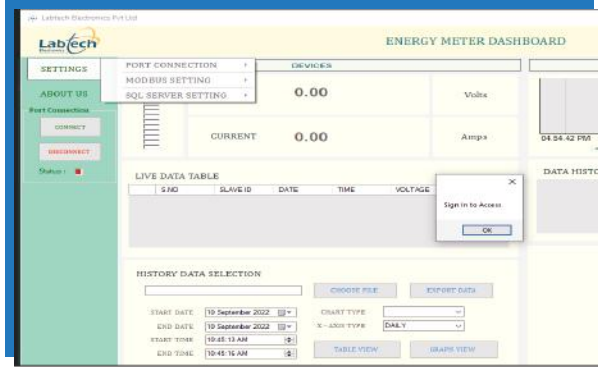 Labtech Electronics Pvt Ltd
Labtech
Electronics
ENERGY METER DASHBOARD
SETTINGS
PORT CONNECTION
MODBUS SETTING
SQL SERVER SETTING
DEVICES
ABOUT US
0.00
Volts
Port Connection
CONNECT
DISCONNECT
Status :
CURRENT
0.00
Amps
04.54.42 PM
LIVE DATA TABLE
DATA HISTO
S.NO SLAVE ID DATE TIME VOLTAGE
Sign In to Access
OK
HISTORY DATA SELECTION
CHOOSE FILE
EXPORT DATA
START DATE 19 September 2022
CHART TYPE
END DATE 19 September 2022
X - AXIS TYPE DAILY
START TIME 10:45:13 AM
END TIME 10:45:16 AM
TABLE VIEW
GRAPH VIEW